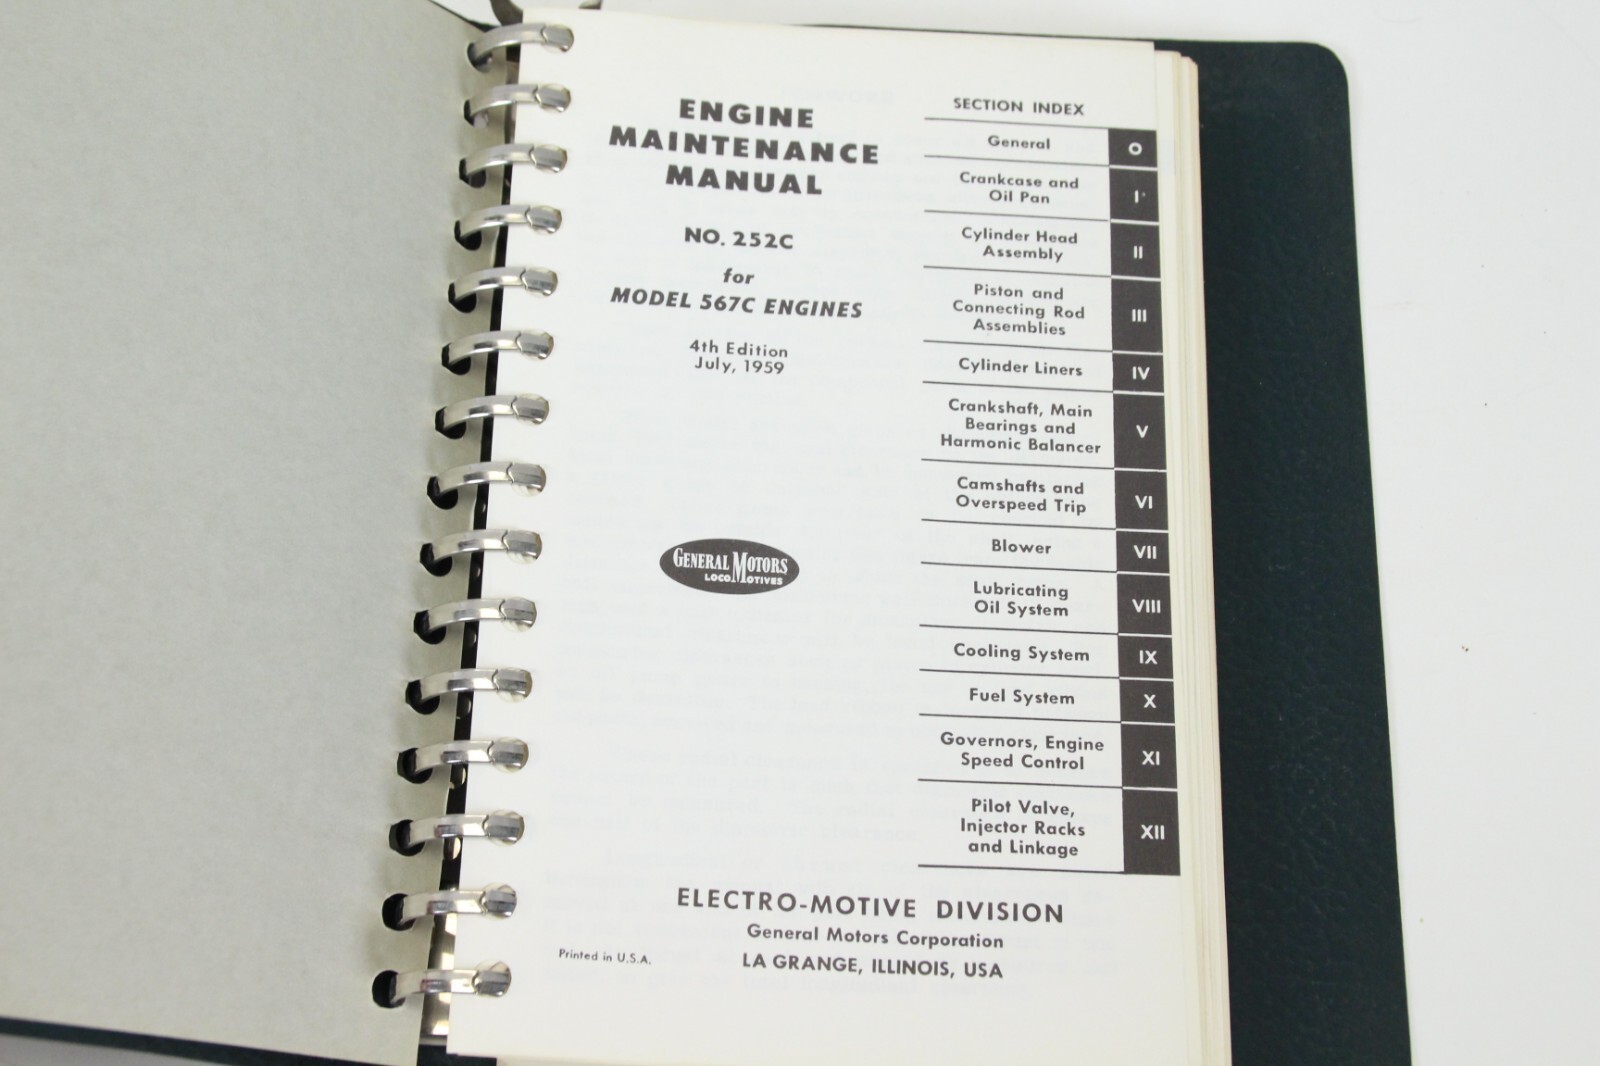 ENGINE
MAINTENANCE
MANUAL
NO. 252C
for
MODEL 567C ENGINES
4th Edition
July, 1959
GENERAL MOTORS
LOCOMOTIVES
SECTION INDEX
General O
Crankcase and
Oil Pan I
Cylinder Head
Assembly II
Piston and
Connecting Rod
Assemblies III
Cylinder Liners IV
Crankshaft, Main
Bearings and
Harmonic Balancer V
Camshafts and
Overspeed Trip VI
Blower VII
Lubricating
Oil System VIII
Cooling System IX
Fuel System X
Governors, Engine
Speed Control XI
Pilot Valve,
Injector Racks
and Linkage XII
ELECTRO-MOTIVE DIVISION
General Motors Corporation
Printed in U.S.A.
LA GRANGE, ILLINOIS, USA